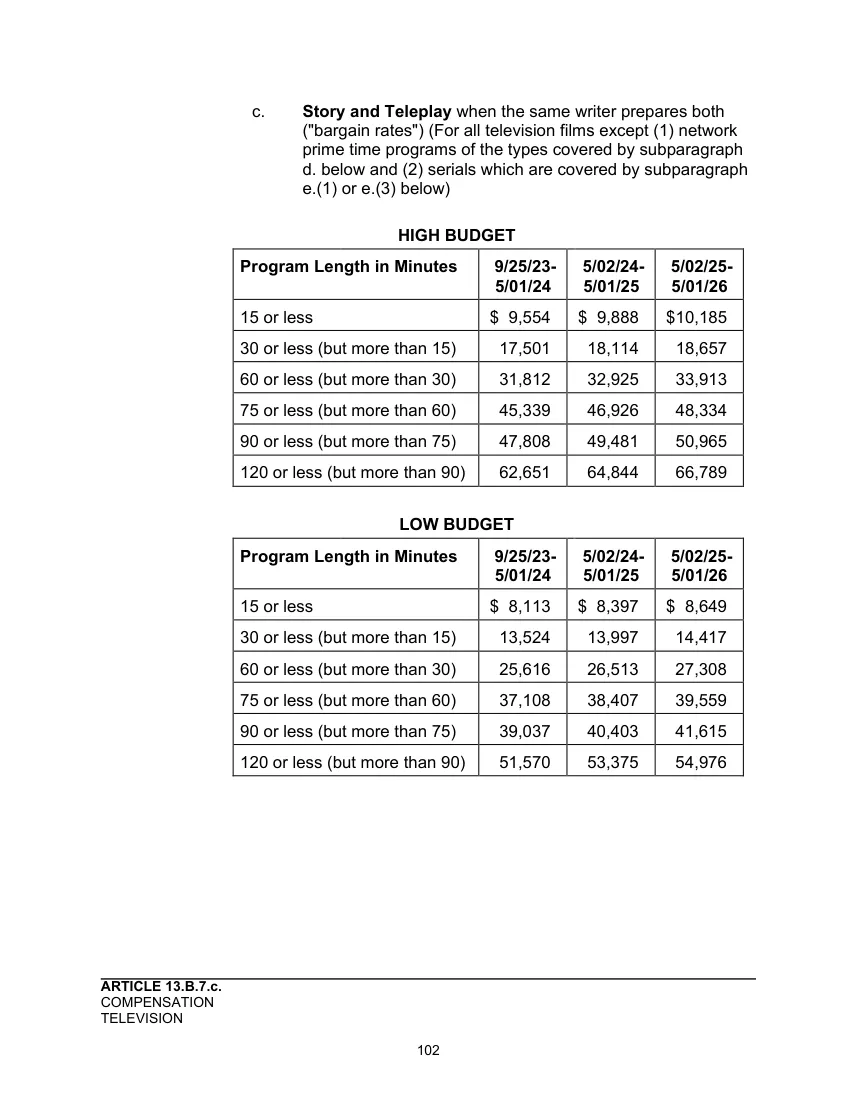 c. Story and Teleplay when the same writer prepares both
("bargain rates") (For all television films except (1) network
prime time programs of the types covered by subparagraph
d. below and (2) serials which are covered by subparagraph
e.(1) or e.(3) below)
HIGH BUDGET
Program Length in Minutes 9/25/23- 5/02/24- 5/02/25-
5/01/24 5/01/25 5/01/26
15 or less $ 9,554 $ 9,888 $10,185
30 or less (but more than 15) 17,501 18,114 18,657
60 or less (but more than 30) 31,812 32,925 33,913
75 or less (but more than 60) 45,339 46,926 48,334
90 or less (but more than 75) 47,808 49,481 50,965
120 or less (but more than 90) 62,651 64,844 66,789
LOW BUDGET
Program Length in Minutes 9/25/23- 5/02/24- 5/02/25-
5/01/24 5/01/25 5/01/26
15 or less $ 8,113 $ 8,397 $ 8,649
30 or less (but more than 15) 13,524 13,997 14,417
60 or less (but more than 30) 25,616 26,513 27,308
75 or less (but more than 60) 37,108 38,407 39,559
90 or less (but more than 75) 39,037 40,403 41,615
120 or less (but more than 90) 51,570 53,375 54,976
ARTICLE 13.B.7.c.
COMPENSATION
TELEVISION
102